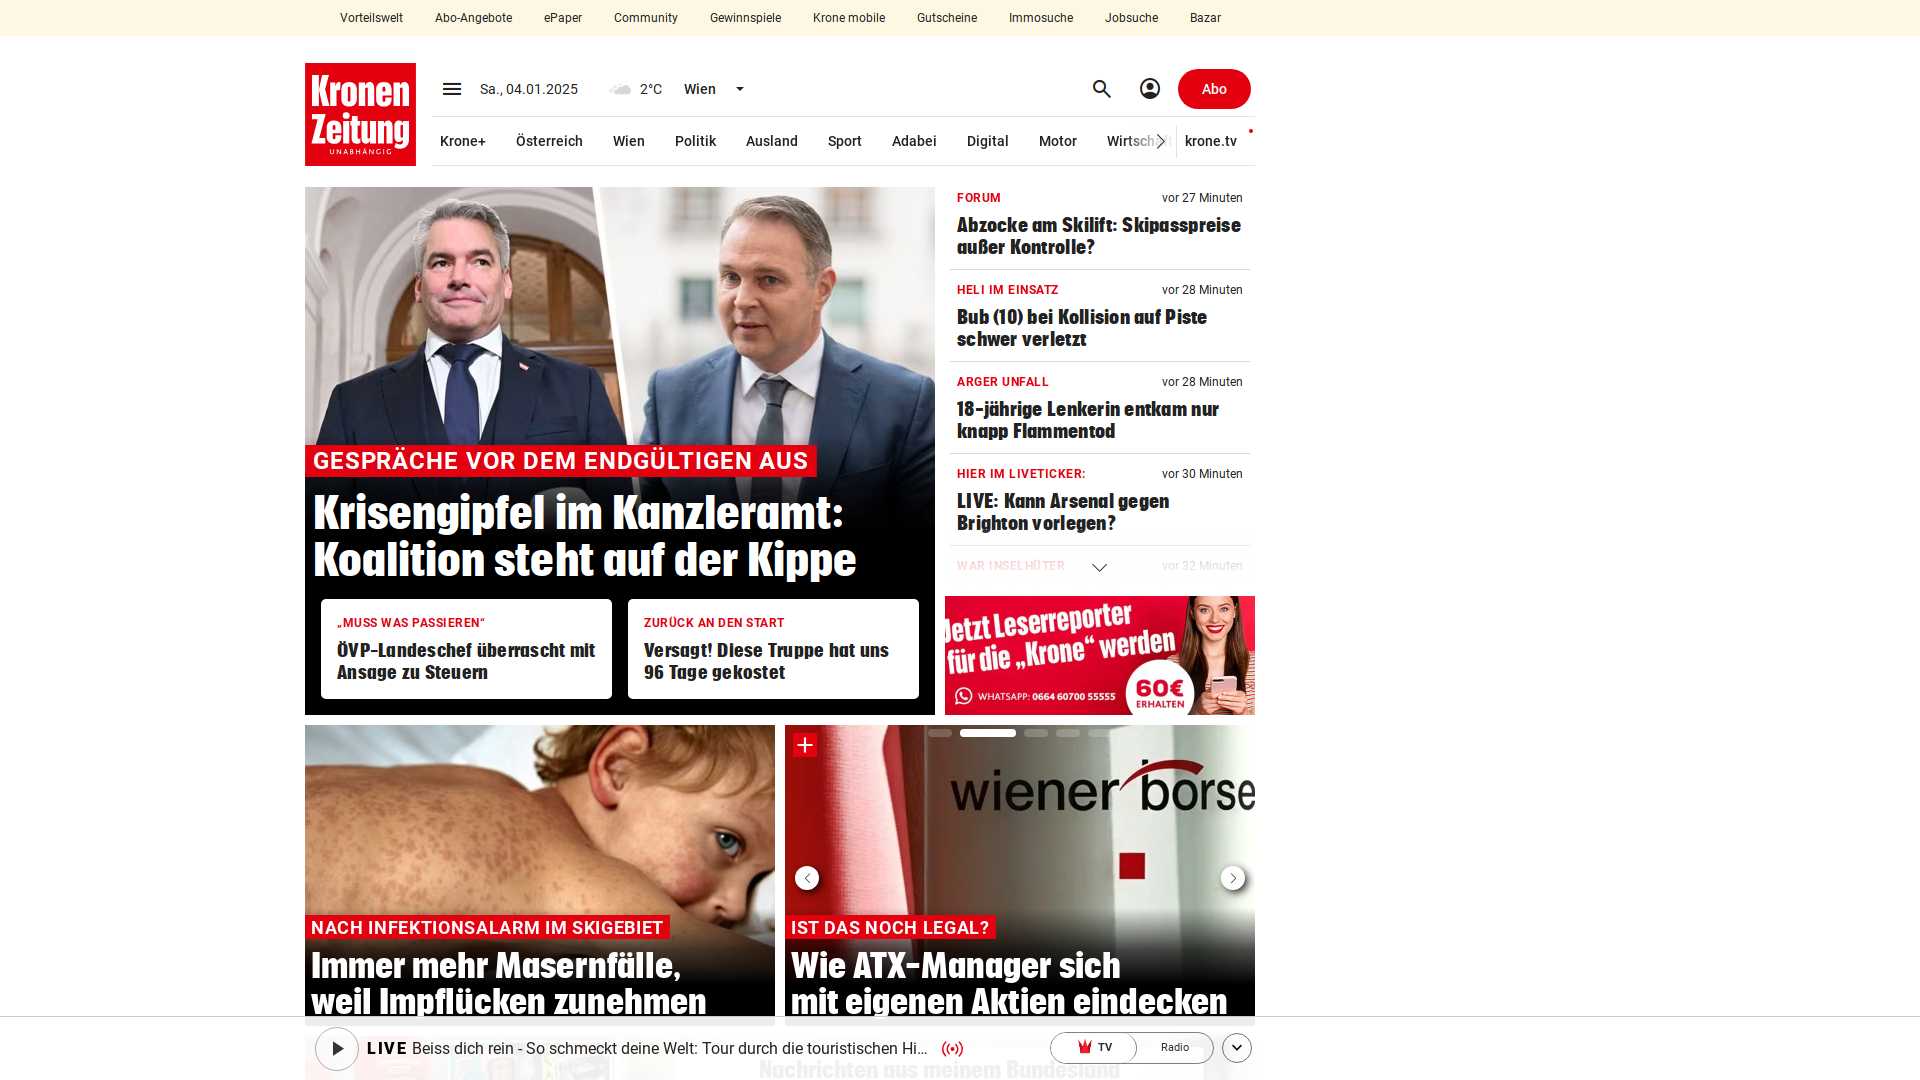 Vorteilswelt Abo-Angebote ePaper Community Gewinnspiele Krone mobile Gutscheine Immosuche Jobsuche Bazar
Kronen
Zeitung
UNABHÄNGIG
Sa., 04.01.2025 2°C Wien Abo
Krone+ Österreich Wien Politik Ausland Sport Adabei Digital Motor Wirtschaft krone.tv
GESPRÄCHE VOR DEM ENDGÜLTIGEN AUS
Krisengipfel im Kanzleramt:
Koalition steht auf der Kippe
„MUSS WAS PASSIEREN“
ÖVP-Landeschef überrascht mit
Ansage zu Steuern
ZURÜCK AN DEN START
Versagt! Diese Truppe hat uns
96 Tage gekostet
FORUM vor 27 Minuten
Abzocke am Skilift: Skipasspreise
außer Kontrolle?
HELI IM EINSATZ vor 28 Minuten
Bub (10) bei Kollision auf Piste
schwer verletzt
ARGER UNFALL vor 28 Minuten
18-jährige Lenkerin entkam nur
knapp Flammentod
HIER IM LIVETICKER: vor 30 Minuten
LIVE: Kann Arsenal gegen
Brighton vorlegen?
WAR INSELHÜTER vor 32 Minuten
Jetzt Leserreporter
für die „Krone“ werden
WHATSAPP: 0664 60700 55555
60€
ERHALTEN
NACH INFEKTIONSALARM IM SKIGEBIET
Immer mehr Masernfälle,
weil Impflücken zunehmen
wiener börse
IST DAS NOCH LEGAL?
Wie ATX-Manager sich
mit eigenen Aktien eindecken
LIVE Beiss dich rein - So schmeckt deine Welt: Tour durch die touristischen Hi... TV Radio
Nachrichten aus meinem Bundesland